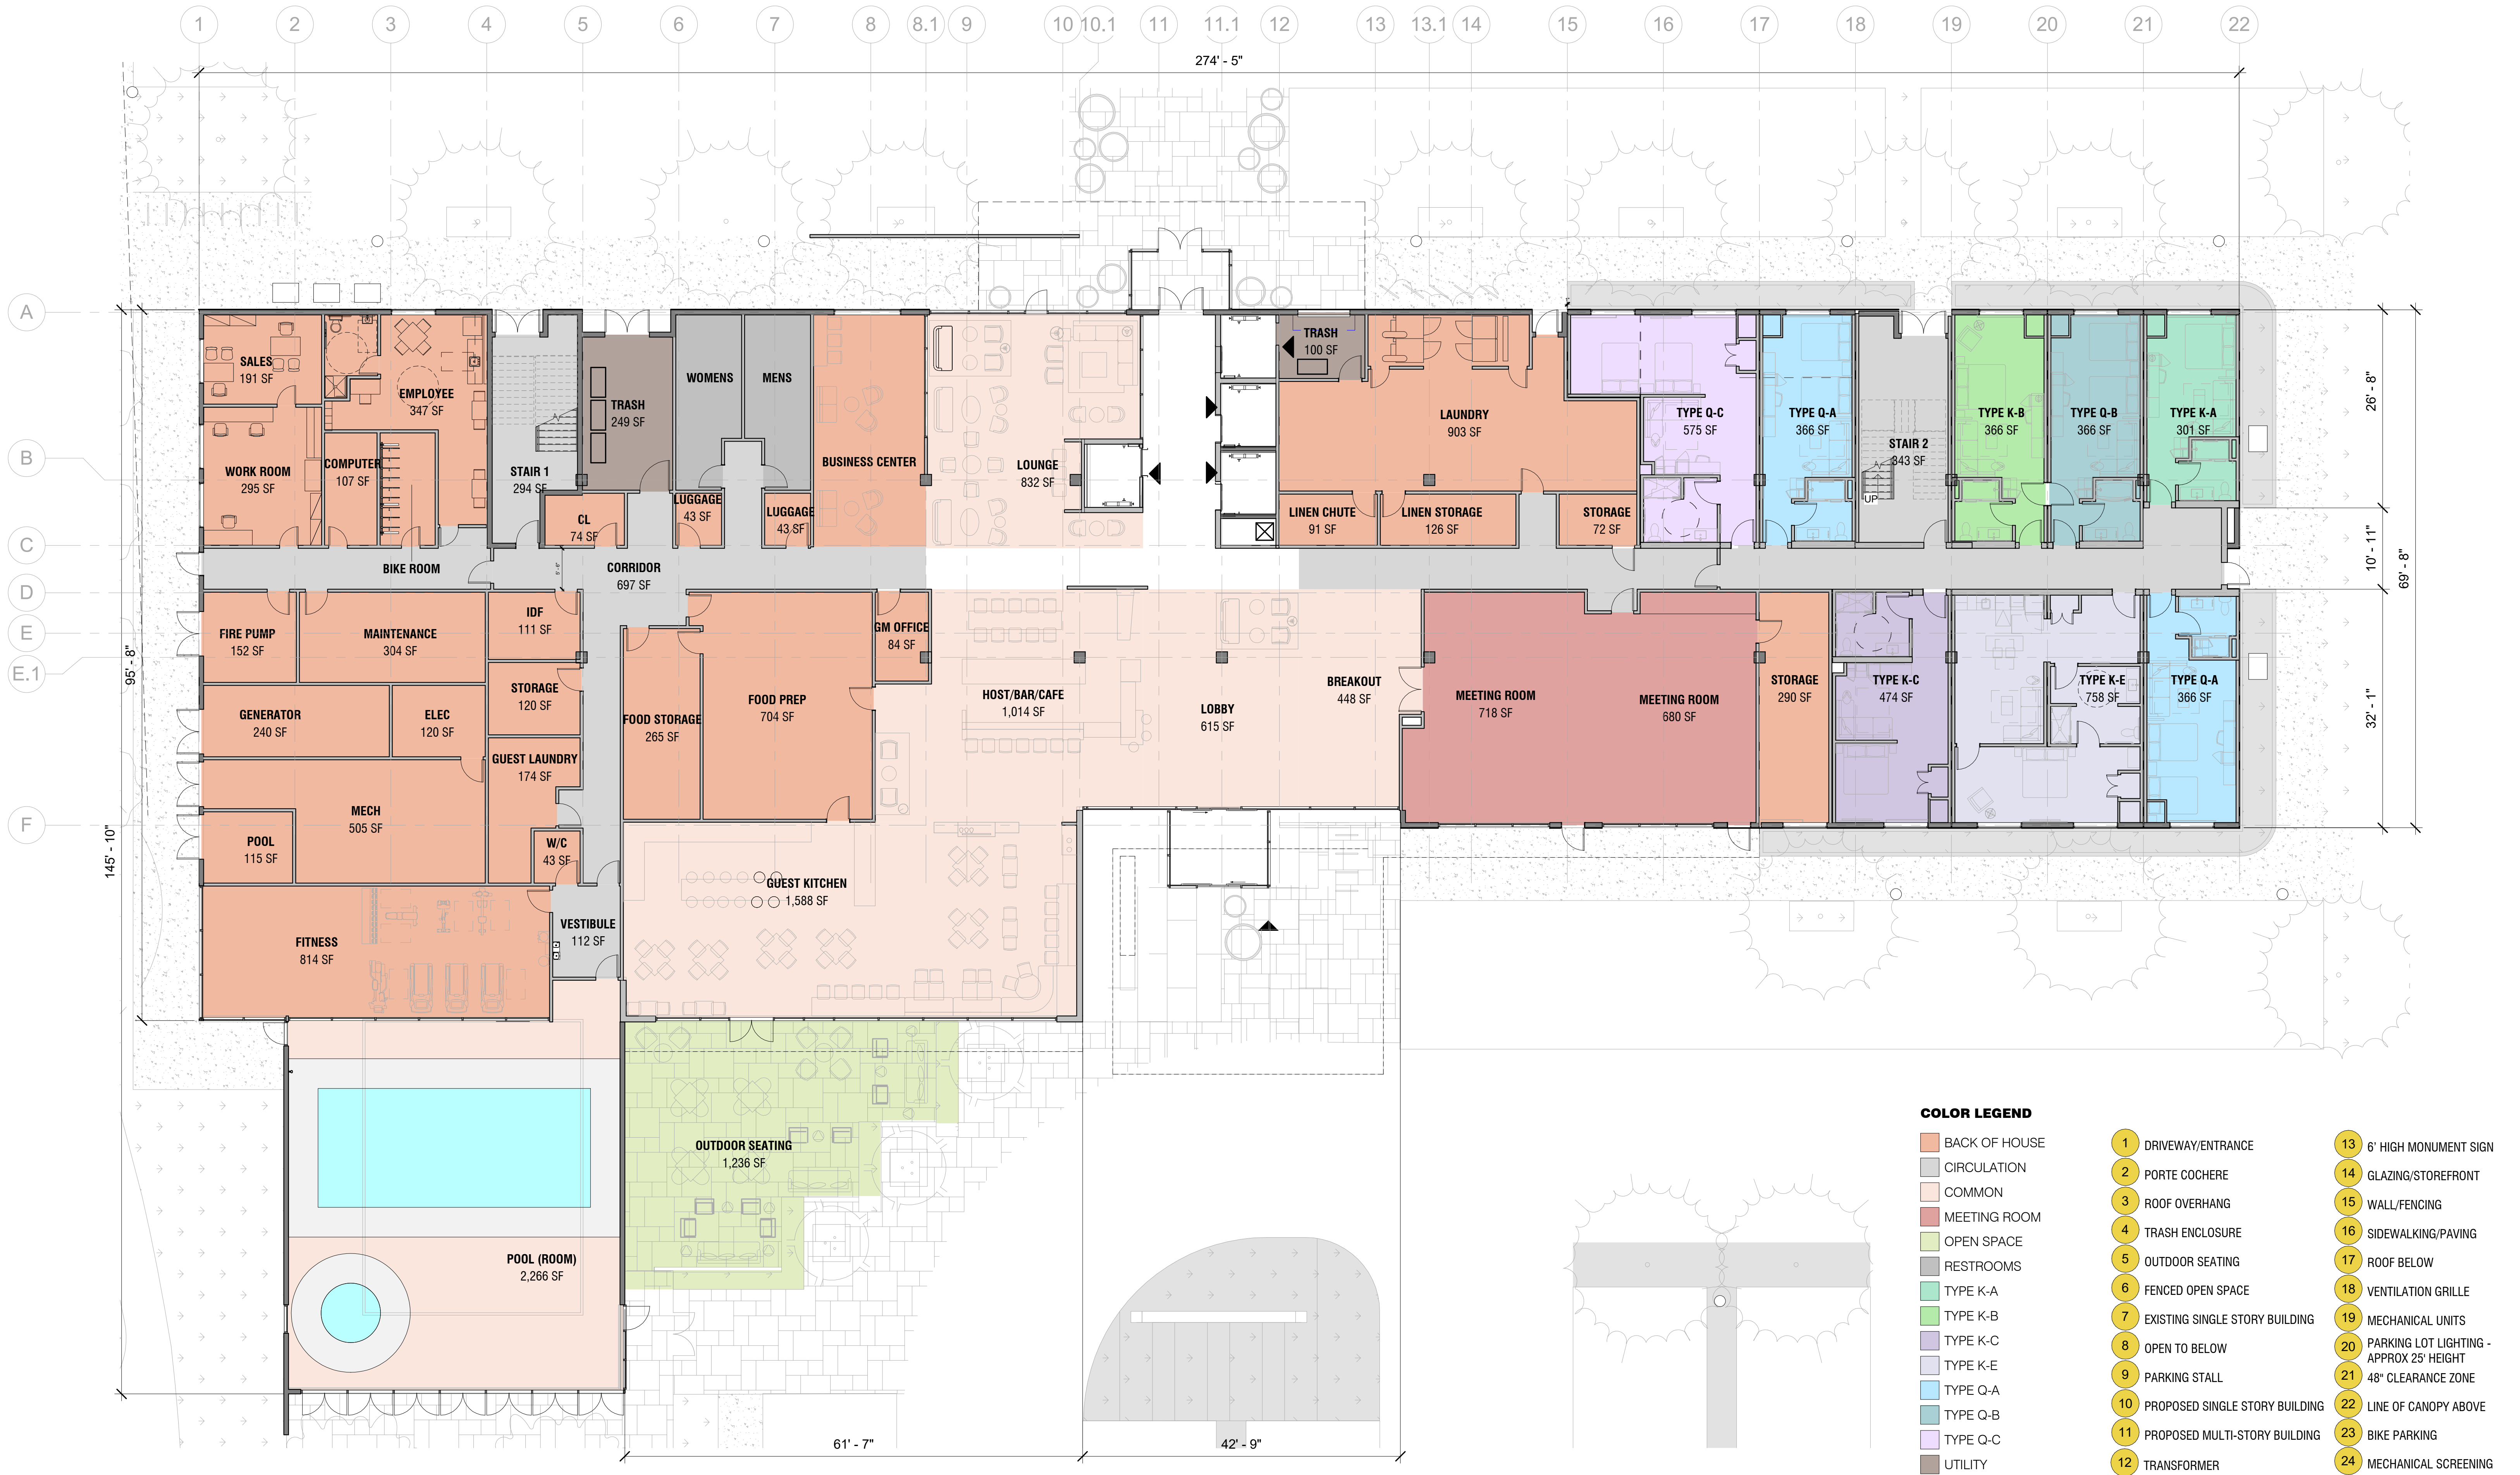 1 2 3 4 5 6 7 8 8.1 9 10 10.1 11 11.1 12 13 13.1 14 15 16 17 18 19 20 21 22
274' - 5"
A
B
C
D
E
E.1
F
95' - 8"
145' - 10"
26' - 8"
10' - 11"
69' - 8"
32' - 1"
61' - 7"
42' - 9"
SALES
191 SF
EMPLOYEE
347 SF
WORK ROOM
295 SF
COMPUTER
107 SF
STAIR 1
294 SF
TRASH
249 SF
WOMENS
MENS
CL
74 SF
LUGGAGE
43 SF
LUGGAGE
43 SF
BUSINESS CENTER
LOUNGE
832 SF
TRASH
100 SF
LAUNDRY
903 SF
LINEN CHUTE
91 SF
LINEN STORAGE
126 SF
STORAGE
72 SF
TYPE Q-C
575 SF
TYPE Q-A
366 SF
STAIR 2
343 SF
UP
TYPE K-B
366 SF
TYPE Q-B
366 SF
TYPE K-A
301 SF
BIKE ROOM
CORRIDOR
697 SF
FIRE PUMP
152 SF
MAINTENANCE
304 SF
IDF
111 SF
GENERATOR
240 SF
ELEC
120 SF
STORAGE
120 SF
GUEST LAUNDRY
174 SF
MECH
505 SF
POOL
115 SF
W/C
43 SF
FOOD STORAGE
265 SF
FOOD PREP
704 SF
GM OFFICE
84 SF
HOST/BAR/CAFE
1,014 SF
LOBBY
615 SF
BREAKOUT
448 SF
MEETING ROOM
718 SF
MEETING ROOM
680 SF
STORAGE
290 SF
TYPE K-C
474 SF
TYPE K-E
758 SF
TYPE Q-A
366 SF
FITNESS
814 SF
VESTIBULE
112 SF
GUEST KITCHEN
1,588 SF
OUTDOOR SEATING
1,236 SF
POOL (ROOM)
2,266 SF
COLOR LEGEND
BACK OF HOUSE
CIRCULATION
COMMON
MEETING ROOM
OPEN SPACE
RESTROOMS
TYPE K-A
TYPE K-B
TYPE K-C
TYPE K-E
TYPE Q-A
TYPE Q-B
TYPE Q-C
UTILITY
1 DRIVEWAY/ENTRANCE
2 PORTE COCHERE
3 ROOF OVERHANG
4 TRASH ENCLOSURE
5 OUTDOOR SEATING
6 FENCED OPEN SPACE
7 EXISTING SINGLE STORY BUILDING
8 OPEN TO BELOW
9 PARKING STALL
10 PROPOSED SINGLE STORY BUILDING
11 PROPOSED MULTI-STORY BUILDING
12 TRANSFORMER
13 6' HIGH MONUMENT SIGN
14 GLAZING/STOREFRONT
15 WALL/FENCING
16 SIDEWALKING/PAVING
17 ROOF BELOW
18 VENTILATION GRILLE
19 MECHANICAL UNITS
20 PARKING LOT LIGHTING -
APPROX 25' HEIGHT
21 48" CLEARANCE ZONE
22 LINE OF CANOPY ABOVE
23 BIKE PARKING
24 MECHANICAL SCREENING